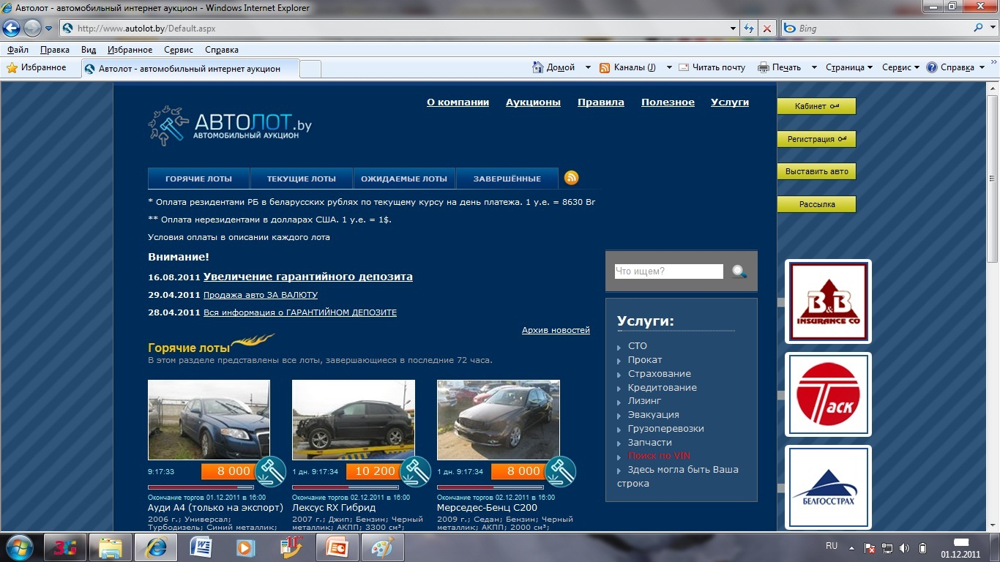 Автолот - автомобильный интернет аукцион - Windows Internet Explorer
http://www.autolot.by/Default.aspx
Bing
Файл Правка Вид Избранное Сервис Справка
Избранное
Автолот - автомобильный интернет аукцион
Домой Каналы (J) Читать почту Печать Страница Сервис Справка
О компании Аукционы Правила Полезное Услуги
АВТОЛОТ.by
АВТОМОБИЛЬНЫЙ АУКЦИОН
Кабинет
Регистрация
Выставить авто
Рассылка
ГОРЯЧИЕ ЛОТЫ ТЕКУЩИЕ ЛОТЫ ОЖИДАЕМЫЕ ЛОТЫ ЗАВЕРШЁННЫЕ
* Оплата резидентами РБ в беларусских рублях по текущему курсу на день платежа. 1 у.е. = 8630 Br
** Оплата нерезидентами в долларах США. 1 у.е. = 1$.
Условия оплаты в описании каждого лота
Внимание!
16.08.2011 Увеличение гарантийного депозита
29.04.2011 Продажа авто ЗА ВАЛЮТУ
28.04.2011 Вся информация о ГАРАНТИЙНОМ ДЕПОЗИТЕ
Архив новостей
Горячие лоты
В этом разделе представлены все лоты, завершающиеся в последние 72 часа.
9:17:33 8 000
Окончание торгов 01.12.2011 в 16:00
Ауди А4 (только на экспорт)
2006 г.; Универсал;
Турбодизель; Синий металлик;
1 дн. 9:17:34 10 200
Окончание торгов 02.12.2011 в 16:00
Лексус RX Гибрид
2007 г.; Джип; Бензин; Черный
металлик; АКПП; 3300 см³;
1 дн. 9:17:34 8 000
Окончание торгов 02.12.2011 в 16:00
Мерседес-Бенц С200
2009 г.; Седан; Бензин; Черный
металлик; АКПП; 2000 см³;
Что ищем?
Услуги:
СТО
Прокат
Страхование
Кредитование
Лизинг
Эвакуация
Грузоперевозки
Запчасти
Поиск по VIN
Здесь могла быть Ваша
строка
B&B
INSURANCE CO
Таск
БЕЛГОССТРАХ
3G
RU
01.12.2011